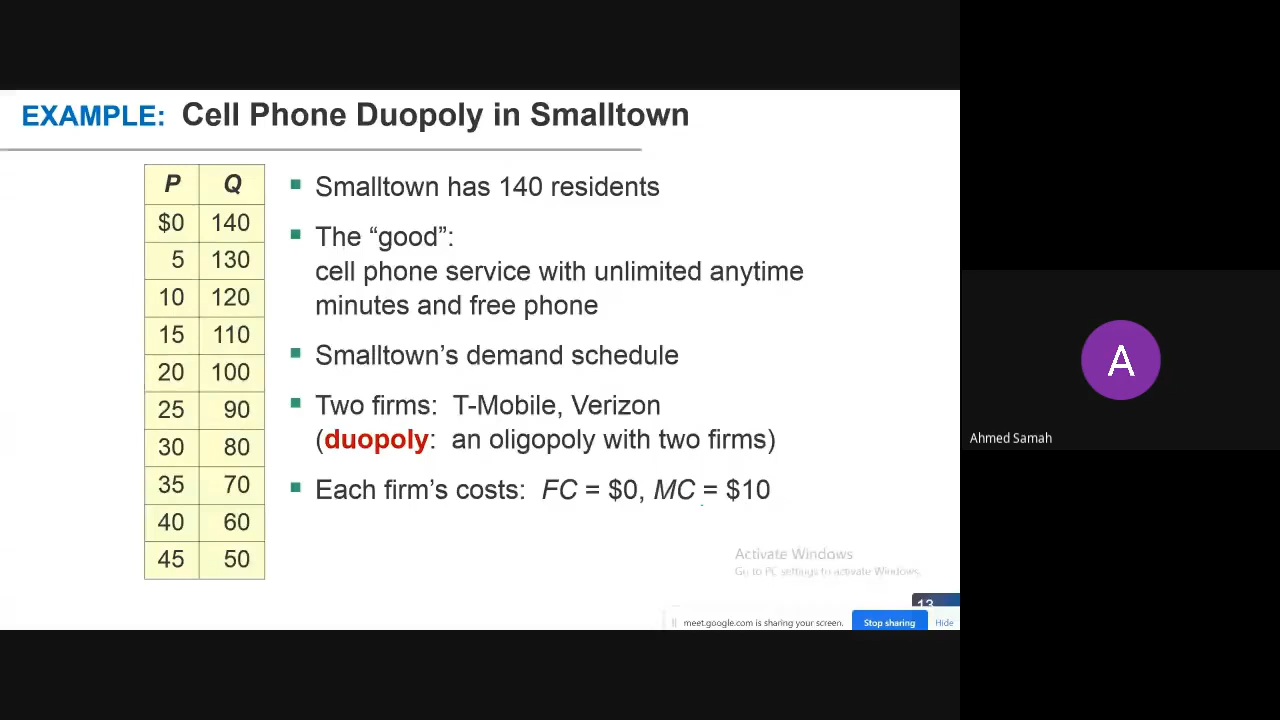 EXAMPLE: Cell Phone Duopoly in Smalltown
P Q
$0 140
5 130
10 120
15 110
20 100
25 90
30 80
35 70
40 60
45 50
Smalltown has 140 residents
The “good”:
cell phone service with unlimited anytime
minutes and free phone
Smalltown’s demand schedule
Two firms: T-Mobile, Verizon
(duopoly: an oligopoly with two firms)
Each firm’s costs: FC = $0, MC = $10
Activate Windows
Go to PC settings to activate Windows.
13
meet.google.com is sharing your screen.
Stop sharing
Hide
A
Ahmed Samah